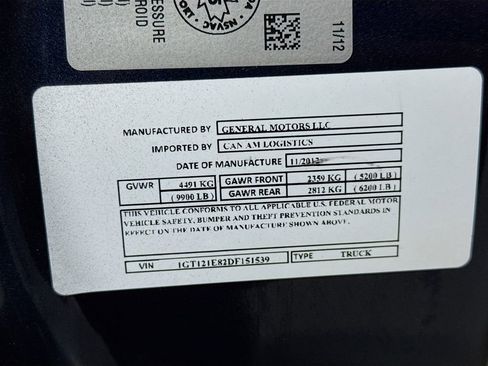 ESSURE
ROID
NSVAC
PORT
11/12
MANUFACTURED BY GENERAL MOTORS LLC
IMPORTED BY CAN AM LOGISTICS
DATE OF MANUFACTURE 11/2012
GVWR 4491 KG GAWR FRONT 2359 KG (5200 LB)
(9900 LB) GAWR REAR 2812 KG (6200 LB)
THIS VEHICLE CONFORMS TO ALL APPLICABLE U.S. FEDERAL MOTOR
VEHICLE SAFETY, BUMPER AND THEFT PREVENTION STANDARDS IN
EFFECT ON THE DATE OF MANUFACTURE SHOWN ABOVE.
VIN 1GT121E82DF151539 TYPE TRUCK